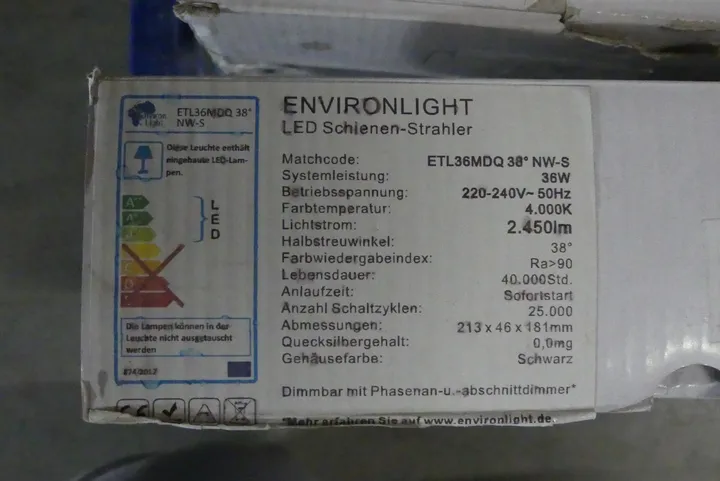 ETL36MDQ 38°
Light NW-S
Diese Leuchte enthält
eingebaute LED-Lam-
pen.
L
E
D
Die Lampen können in der
Leuchte nicht ausgetauscht
werden
874/2012
ENVIRONLIGHT
LED Schienen-Strahler
Matchcode: ETL36MDQ 38° NW-S
Systemleistung: 36W
Betriebsspannung: 220-240V~ 50Hz
Farbtemperatur: 4.000K
Lichtstrom: 2.450lm
Halbstreuwinkel: 38°
Farbwiedergabeindex: Ra>90
Lebensdauer: 40.000Std.
Anlaufzeit: Sofortstart
Anzahl Schaltzyklen: 25.000
Abmessungen: 213 x 46 x 181mm
Quecksilbergehalt: 0,0mg
Gehäusefarbe: Schwarz
Dimmbar mit Phasenan-u.-abschnittdimmer*
*Mehr erfahren Sie auf www.environlight.de